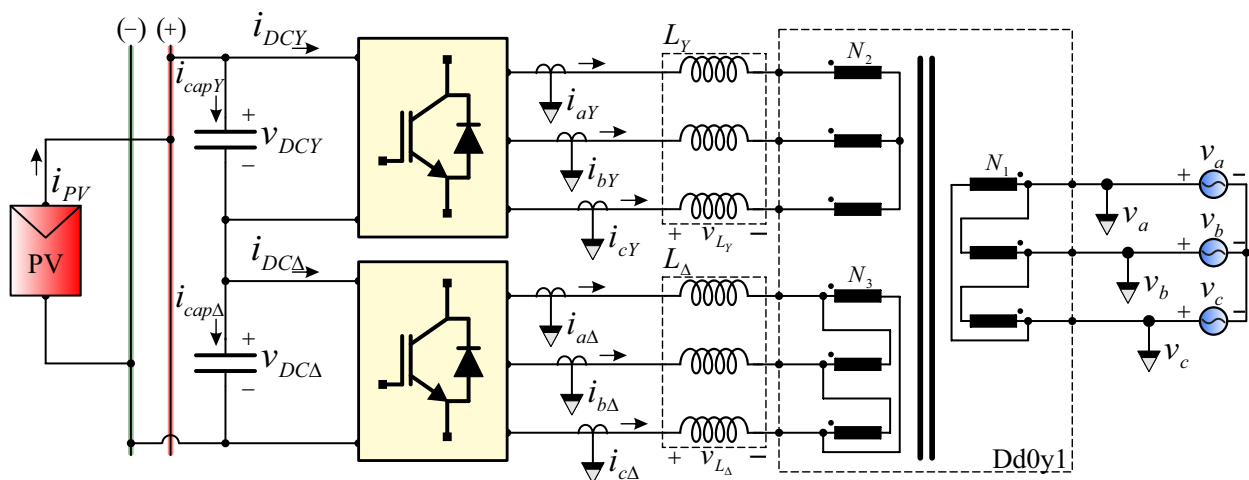 (−) (+)
i_DCY
i_capY
+
v_DCY
−
i_PV
PV
i_DCΔ
i_capΔ
+
v_DCΔ
−
i_aY
i_bY
i_cY
L_Y
+ v_L_Y −
i_aΔ
i_bΔ
i_cΔ
L_Δ
+ v_L_Δ −
N_2
N_3
N_1
Dd0y1
v_a
+ −
v_a
v_b
+ −
v_b
v_c
+ −
v_c